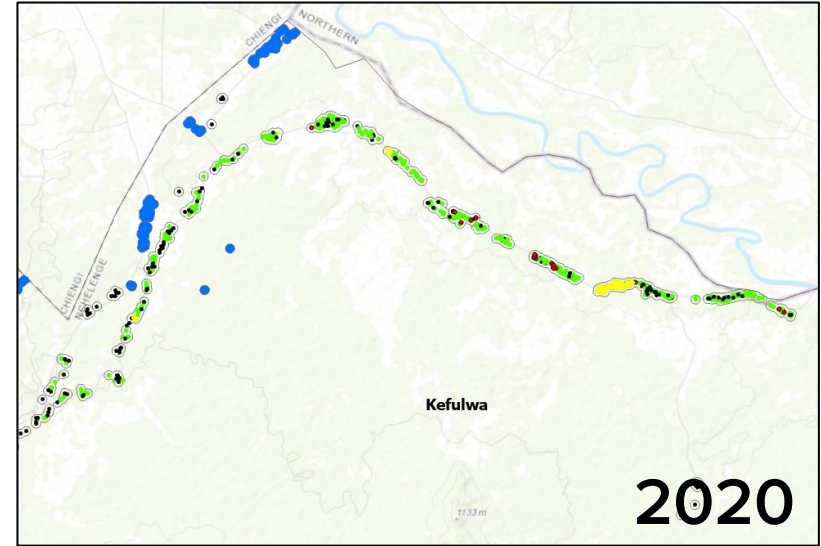 CHIENGI
NORTHERN
CHIENGI
NCHELENGE
Kefulwa
1133 m
2020